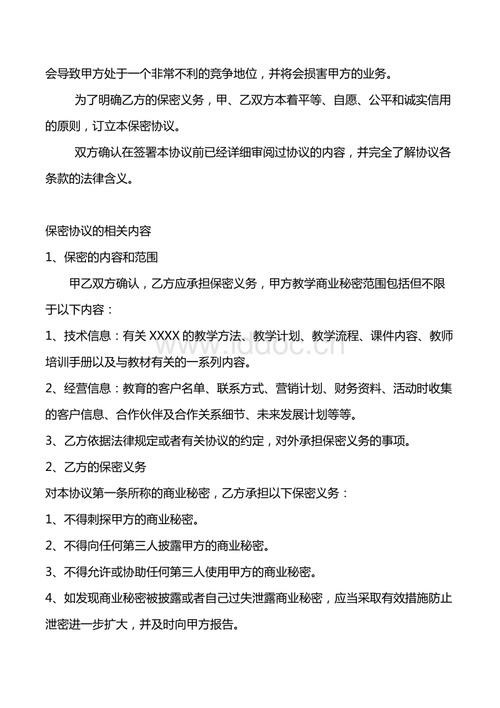 会导致甲方处于一个非常不利的竞争地位，并将会损害甲方的业务。
为了明确乙方的保密义务，甲、乙双方本着平等、自愿、公平和诚实信用
的原则，订立本保密协议。
双方确认在签署本协议前已经详细审阅过协议的内容，并完全了解协议各
条款的法律含义。
保密协议的相关内容
1、保密的内容和范围
甲乙双方确认，乙方应承担保密义务，甲方教学商业秘密范围包括但不限
于以下内容：
1、技术信息：有关 XXXX 的教学方法、教学计划、教学流程、课件内容、教师
培训手册以及与教材有关的一系列内容。
2、经营信息：教育的客户名单、联系方式、营销计划、财务资料、活动时收集
的客户信息、合作伙伴及合作关系细节、未来发展计划等等。
3、乙方依据法律规定或者有关协议的约定，对外承担保密义务的事项。
2、乙方的保密义务
对本协议第一条所称的商业秘密，乙方承担以下保密义务：
1、不得刺探甲方的商业秘密。
2、不得向任何第三人披露甲方的商业秘密。
3、不得允许或协助任何第三人使用甲方的商业秘密。
4、如发现商业秘密被披露或者自己过失泄露商业秘密，应当采取有效措施防止
泄密进一步扩大，并及时向甲方报告。